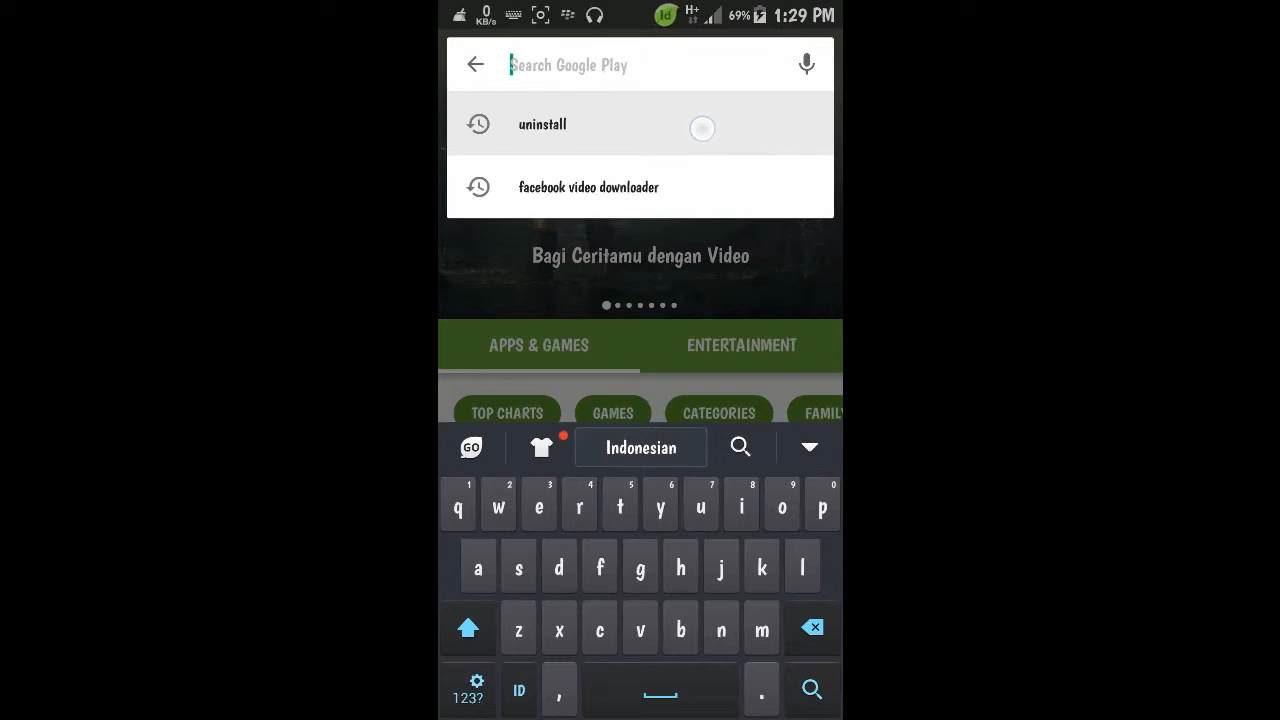 0 KB/s Id H+ 69% 1:29 PM
Search Google Play
uninstall
facebook video downloader
Bagi Ceritamu dengan Video
APPS & GAMES ENTERTAINMENT
TOP CHARTS GAMES CATEGORIES FAMILY
GO Indonesian
1 2 3 4 5 6 7 8 9 0
q w e r t y u i o p
a s d f g h j k l
z x c v b n m
123? ID , .